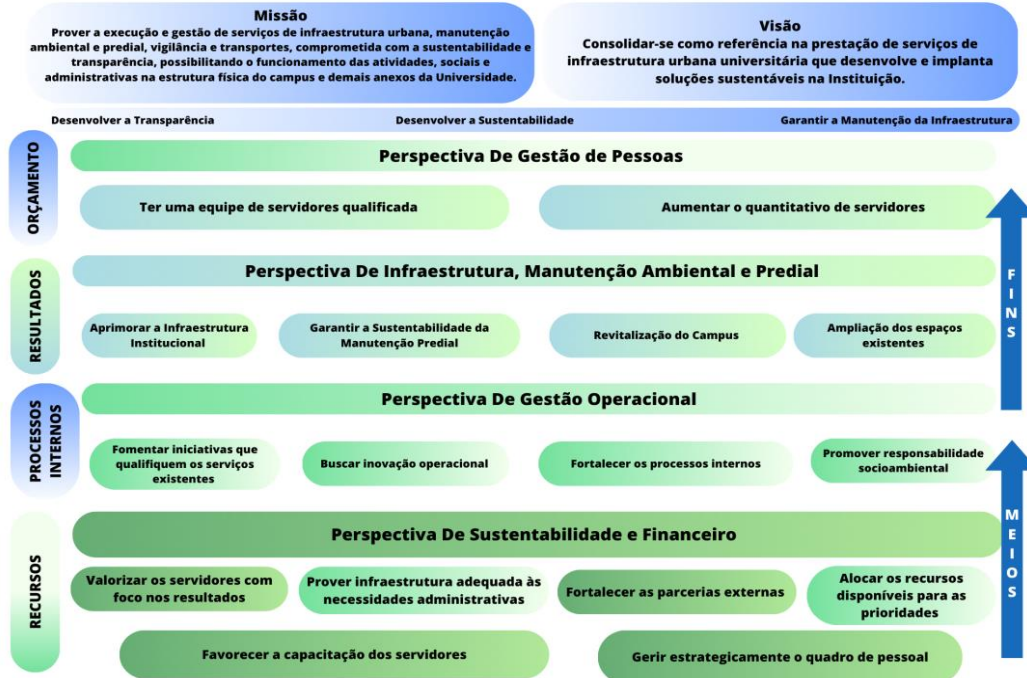 Missão
Prover a execução e gestão de serviços de infraestrutura urbana, manutenção
ambiental e predial, vigilância e transportes, comprometida com a sustentabilidade e
transparência, possibilitando o funcionamento das atividades, sociais e
administrativas na estrutura física do campus e demais anexos da Universidade.
Visão
Consolidar-se como referência na prestação de serviços de
infraestrutura urbana universitária que desenvolve e implanta
soluções sustentáveis na Instituição.
Desenvolver a Transparência
Desenvolver a Sustentabilidade
Garantir a Manutenção da Infraestrutura
ORÇAMENTO
Perspectiva De Gestão de Pessoas
Ter uma equipe de servidores qualificada
Aumentar o quantitativo de servidores
RESULTADOS
Perspectiva De Infraestrutura, Manutenção Ambiental e Predial
Aprimorar a Infraestrutura
Institucional
Garantir a Sustentabilidade da
Manutenção Predial
Revitalização do Campus
Ampliação dos espaços
existentes
FINS
PROCESSOS
INTERNOS
Perspectiva De Gestão Operacional
Fomentar iniciativas que
qualifiquem os serviços
existentes
Buscar inovação operacional
Fortalecer os processos internos
Promover responsabilidade
socioambiental
RECURSOS
Perspectiva De Sustentabilidade e Financeiro
Valorizar os servidores com
foco nos resultados
Prover infraestrutura adequada às
necessidades administrativas
Fortalecer as parcerias externas
Alocar os recursos
disponíveis para as
prioridades
Favorecer a capacitação dos servidores
Gerir estrategicamente o quadro de pessoal
MEIOS